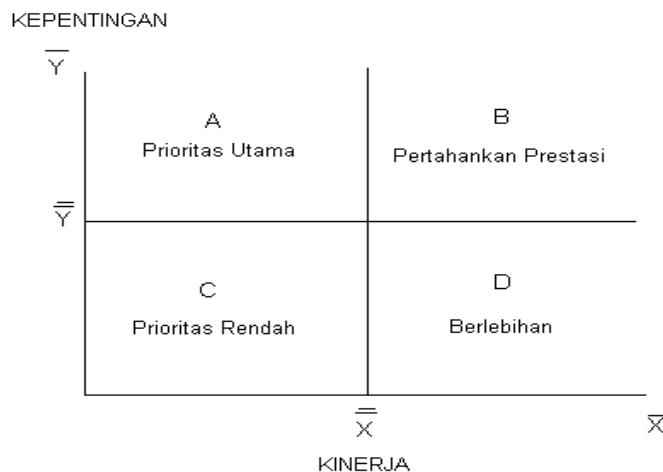 KEPENTINGAN
Y̅
A
Prioritas Utama
B
Pertahankan Prestasi
Y̿
C
Prioritas Rendah
D
Berlebihan
X̿
X̅
KINERJA